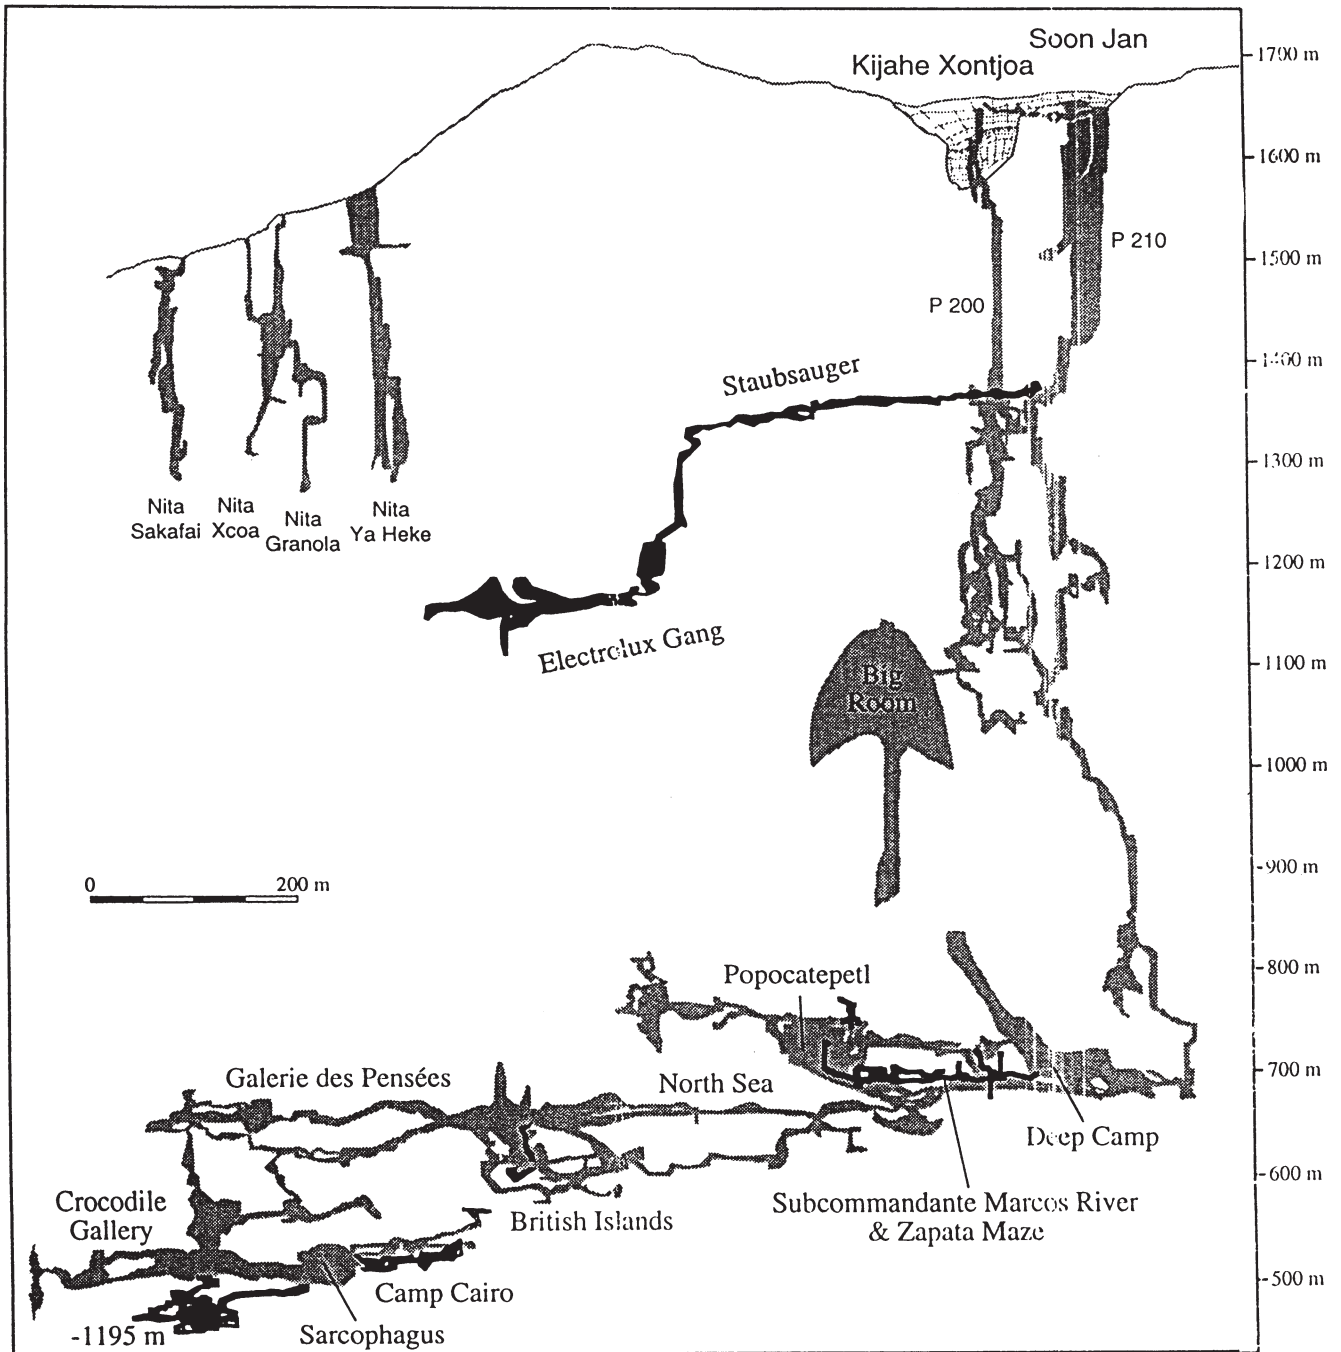 Soon Jan
Kijahe Xontjoa
1700 m
1600 m
P 210
1500 m
P 200
1400 m
Staubsauger
1300 m
Nita
Sakafai
Nita
Xcoa
Nita
Granola
Nita
Ya Heke
1200 m
Electrolux Gang
1100 m
Big
Room
1000 m
900 m
0
200 m
800 m
Popocatepetl
700 m
Galerie des Pensées
North Sea
Deep Camp
600 m
Crocodile
Gallery
British Islands
Subcommandante Marcos River
& Zapata Maze
500 m
Camp Cairo
-1195 m
Sarcophagus